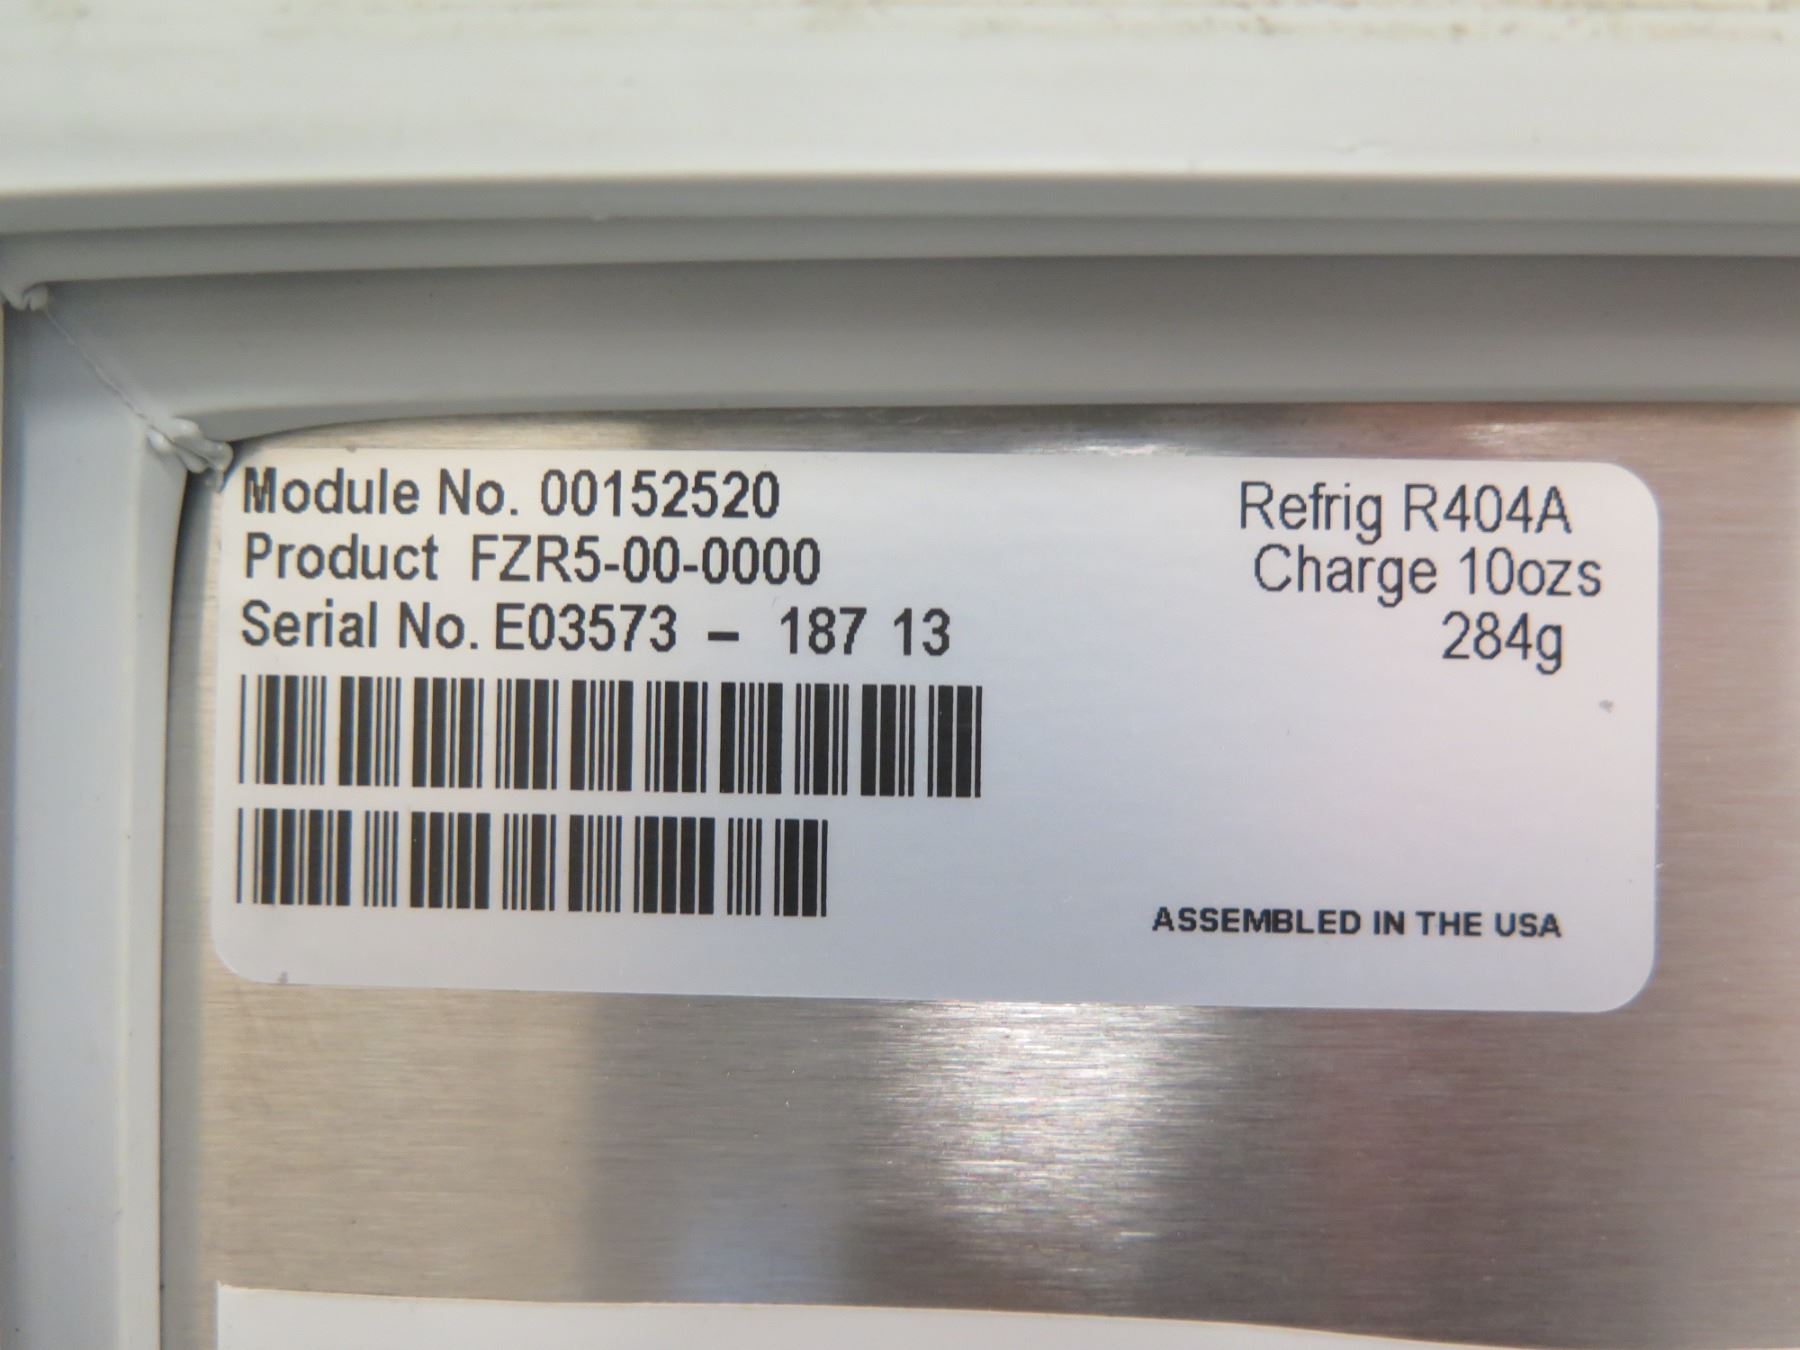 Module No. 00152520
Product FZR5-00-0000
Serial No. E03573 - 187 13
Refrig R404A
Charge 10ozs
284g
ASSEMBLED IN THE USA